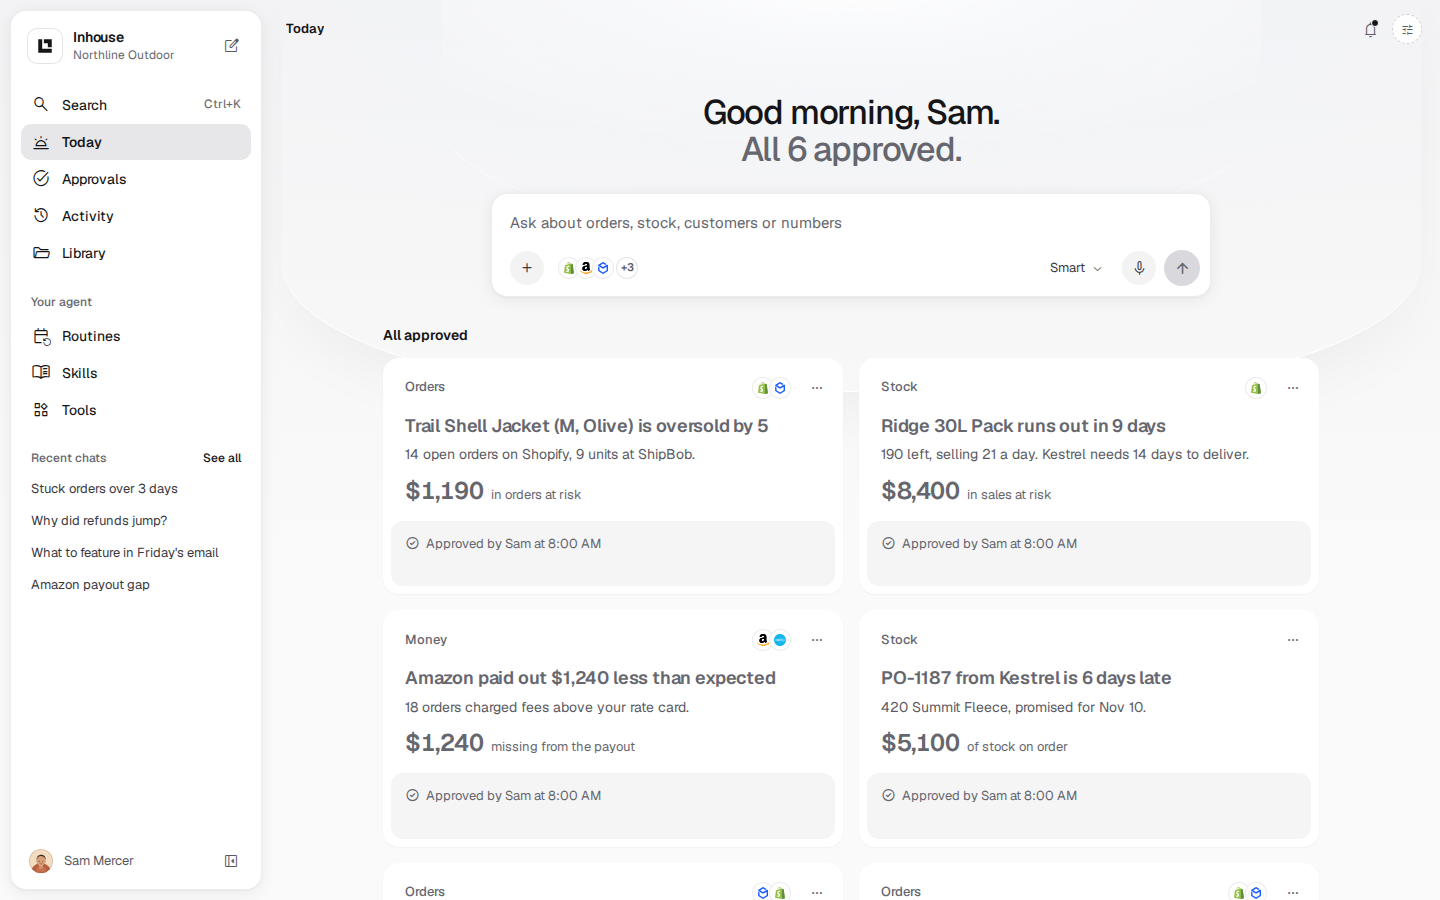 Inhouse
Northline Outdoor
Search Ctrl+K
Today
Approvals
Activity
Library
Your agent
Routines
Skills
Tools
Recent chats See all
Stuck orders over 3 days
Why did refunds jump?
What to feature in Friday's email
Amazon payout gap
Sam Mercer
Today
Good morning, Sam.
All 6 approved.
Ask about orders, stock, customers or numbers
+3
Smart
All approved
Orders
Trail Shell Jacket (M, Olive) is oversold by 5
14 open orders on Shopify, 9 units at ShipBob.
$1,190 in orders at risk
Approved by Sam at 8:00 AM
Stock
Ridge 30L Pack runs out in 9 days
190 left, selling 21 a day. Kestrel needs 14 days to deliver.
$8,400 in sales at risk
Approved by Sam at 8:00 AM
Money
Amazon paid out $1,240 less than expected
18 orders charged fees above your rate card.
$1,240 missing from the payout
Approved by Sam at 8:00 AM
Stock
PO-1187 from Kestrel is 6 days late
420 Summit Fleece, promised for Nov 10.
$5,100 of stock on order
Approved by Sam at 8:00 AM
Orders
Orders